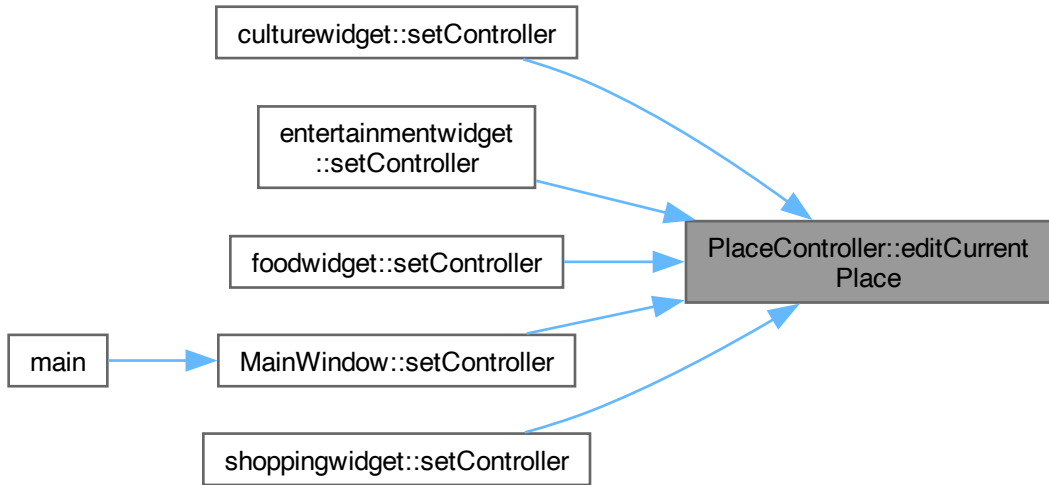 culturewidget::setController
entertainmentwidget
::setController
PlaceController::editCurrent
Place
foodwidget::setController
main
MainWindow::setController
shoppingwidget::setController